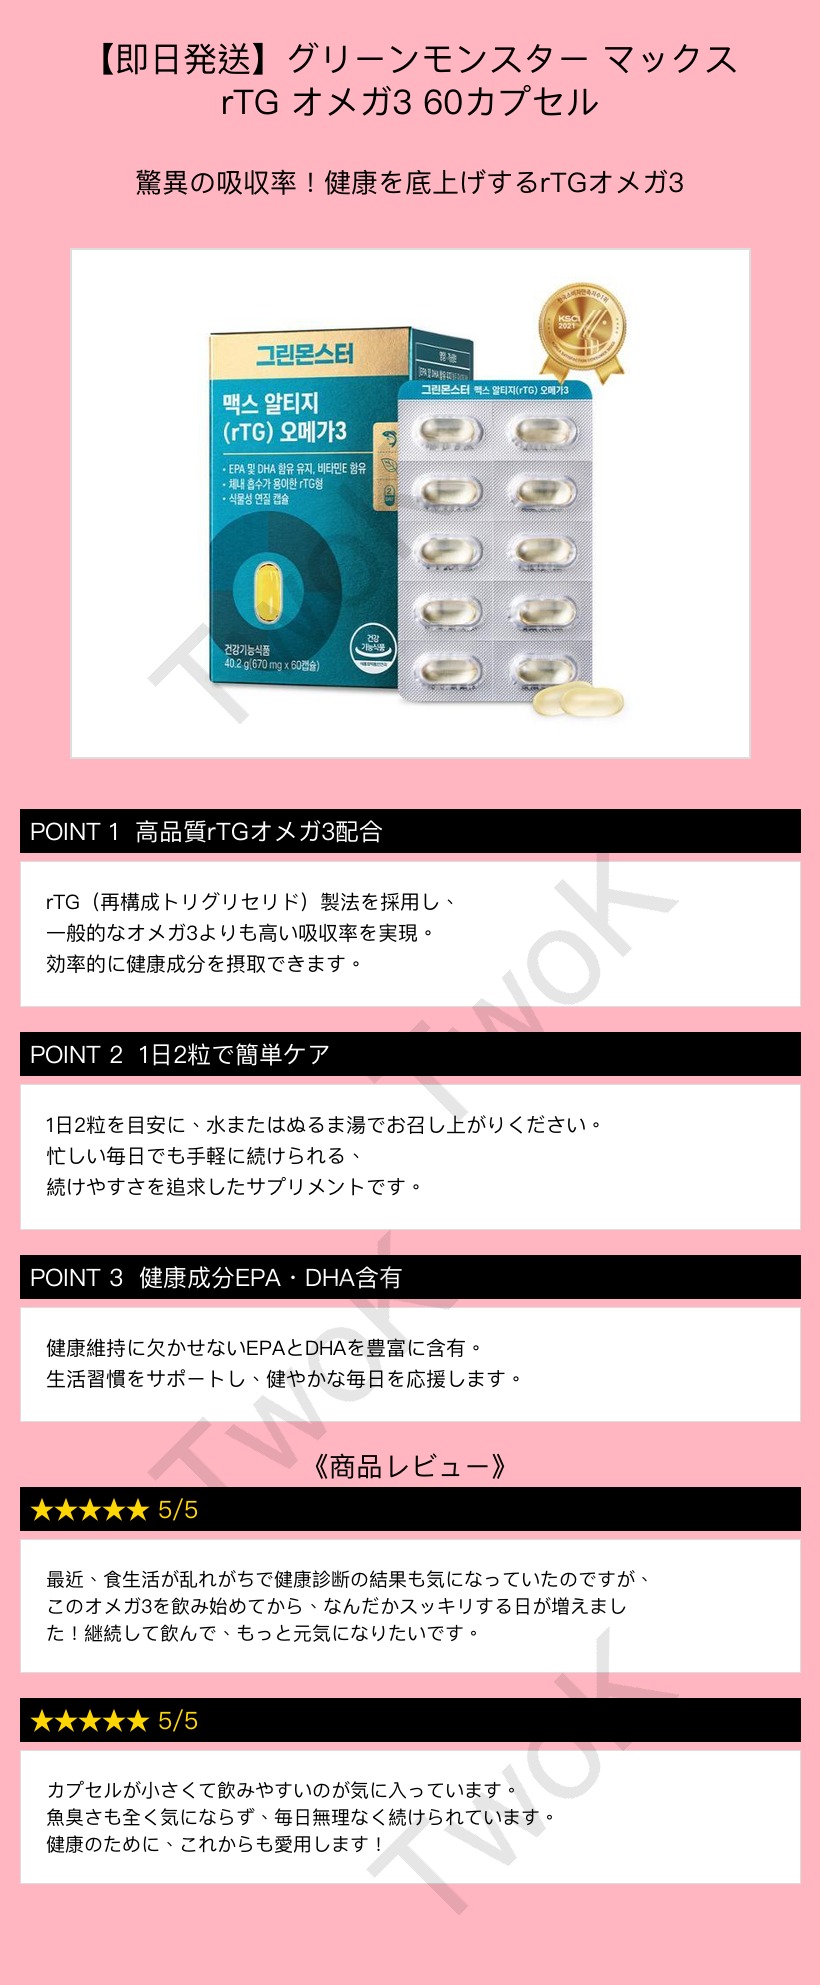 【即日発送】グリーンモンスター マックス
rTG オメガ3 60カプセル
驚異の吸収率！健康を底上げするrTGオメガ3
KSCI
2021
그린몬스터
맥스 알티지
(rTG) 오메가3
• EPA 및 DHA 함유 유지, 비타민E 함유
• 체내 흡수가 용이한 rTG형
• 식물성 연질 캡슐
건강기능식품
40.2 g(670 mg x 60캡슐)
건강
기능식품
그린몬스터 맥스 알티지(rTG) 오메가3
TwoK
POINT 1 高品質rTGオメガ3配合
rTG（再構成トリグリセリド）製法を採用し、
一般的なオメガ3よりも高い吸収率を実現。
効率的に健康成分を摂取できます。
TwoK
POINT 2 1日2粒で簡単ケア
1日2粒を目安に、水またはぬるま湯でお召し上がりください。
忙しい毎日でも手軽に続けられる、
続けやすさを追求したサプリメントです。
POINT 3 健康成分EPA・DHA含有
健康維持に欠かせないEPAとDHAを豊富に含有。
生活習慣をサポートし、健やかな毎日を応援します。
TwoK
《商品レビュー》
★★★★★ 5/5
最近、食生活が乱れがちで健康診断の結果も気になっていたのですが、
このオメガ3を飲み始めてから、なんだかスッキリする日が増えまし
た！継続して飲んで、もっと元気になりたいです。
★★★★★ 5/5
カプセルが小さくて飲みやすいのが気に入っています。
魚臭さも全く気にならず、毎日無理なく続けられています。
健康のために、これからも愛用します！
TwoK